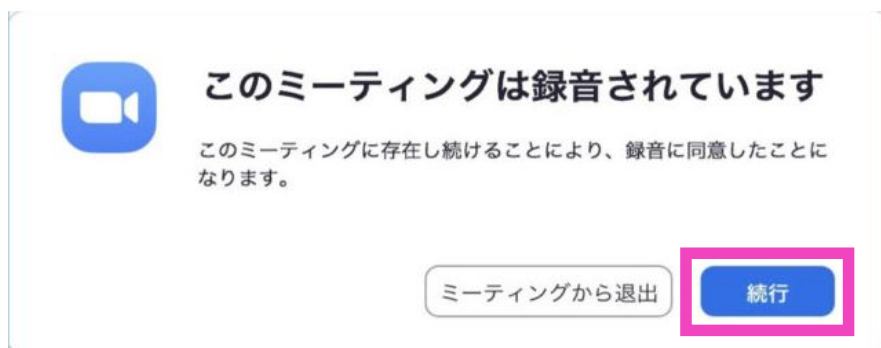 このミーティングは録音されています
このミーティングに存在し続けることにより、録音に同意したことに
なります。
ミーティングから退出
続行